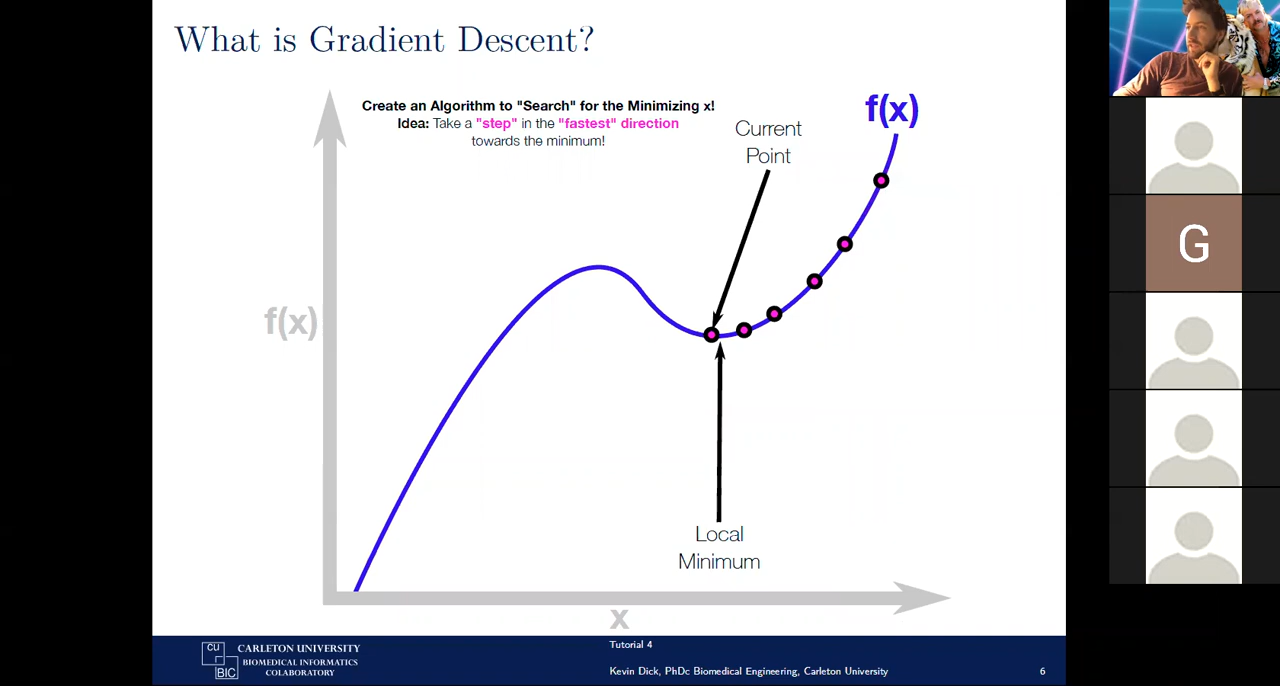 What is Gradient Descent?
Create an Algorithm to "Search" for the Minimizing x!
Idea: Take a "step" in the "fastest" direction
towards the minimum!
Current
Point
f(x)
f(x)
Local
Minimum
x
G
CU
BIC
CARLETON UNIVERSITY
BIOMEDICAL INFORMATICS
COLABORATORY
Tutorial 4
Kevin Dick, PhDc Biomedical Engineering, Carleton University
6